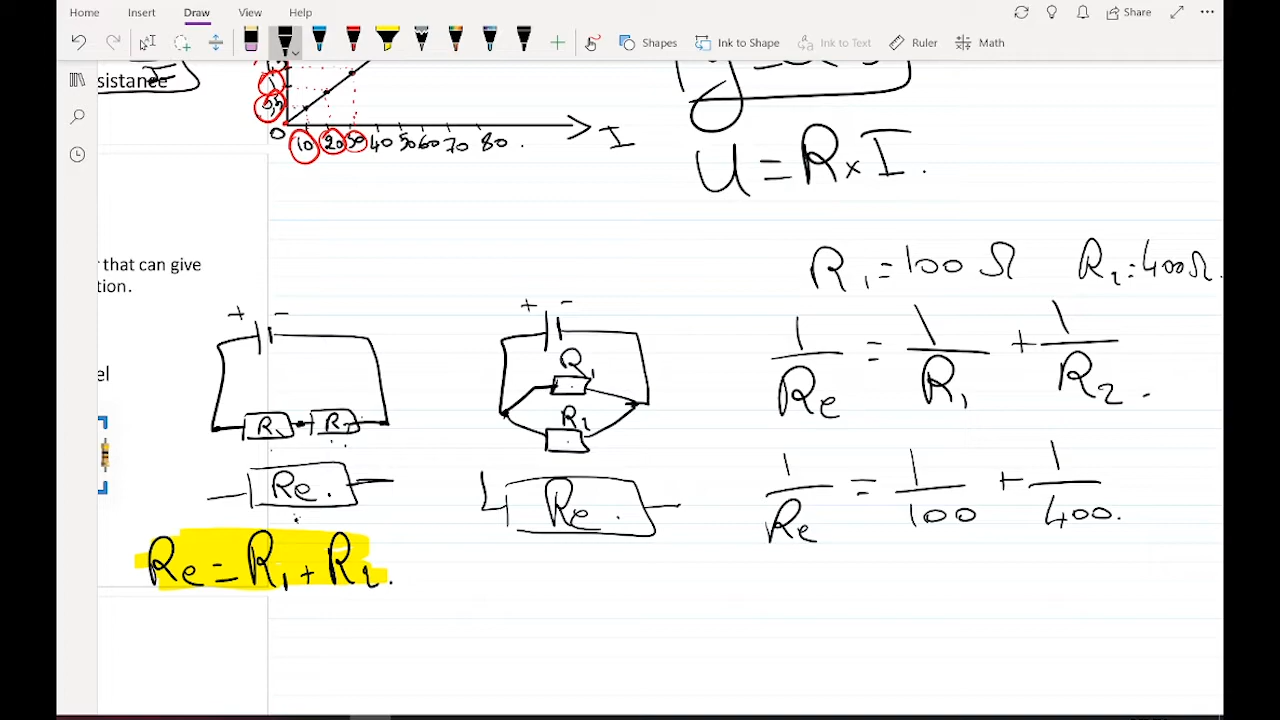 Home Insert Draw View Help Share
Shapes Ink to Shape Ink to Text Ruler Math
sistance
0 10 20 30 40 50 60 70 80 . I
U = R x I .
r that can give
tion.
R1 = 100 Ω R2 = 400 Ω .
+ -
+ -
1/Re = 1/R1 + 1/R2 .
el
R1
R1 R2
R2
Re .
Re .
1/Re = 1/100 + 1/400 .
Re = R1 + R2 .